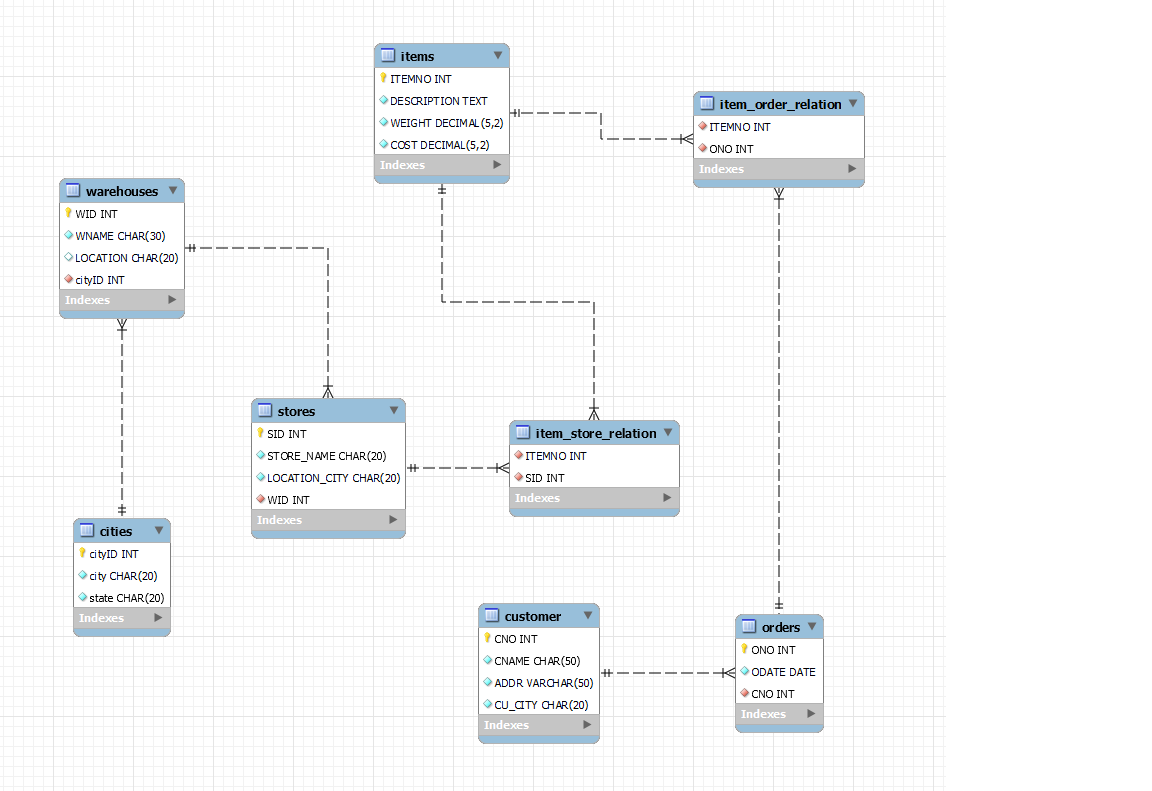 items
ITEMNO INT
DESCRIPTION TEXT
WEIGHT DECIMAL(5,2)
COST DECIMAL(5,2)
Indexes
item_order_relation
ITEMNO INT
ONO INT
Indexes
warehouses
WID INT
WNAME CHAR(30)
LOCATION CHAR(20)
cityID INT
Indexes
stores
SID INT
STORE_NAME CHAR(20)
LOCATION_CITY CHAR(20)
WID INT
Indexes
item_store_relation
ITEMNO INT
SID INT
Indexes
cities
cityID INT
city CHAR(20)
state CHAR(20)
Indexes
customer
CNO INT
CNAME CHAR(50)
ADDR VARCHAR(50)
CU_CITY CHAR(20)
Indexes
orders
ONO INT
ODATE DATE
CNO INT
Indexes